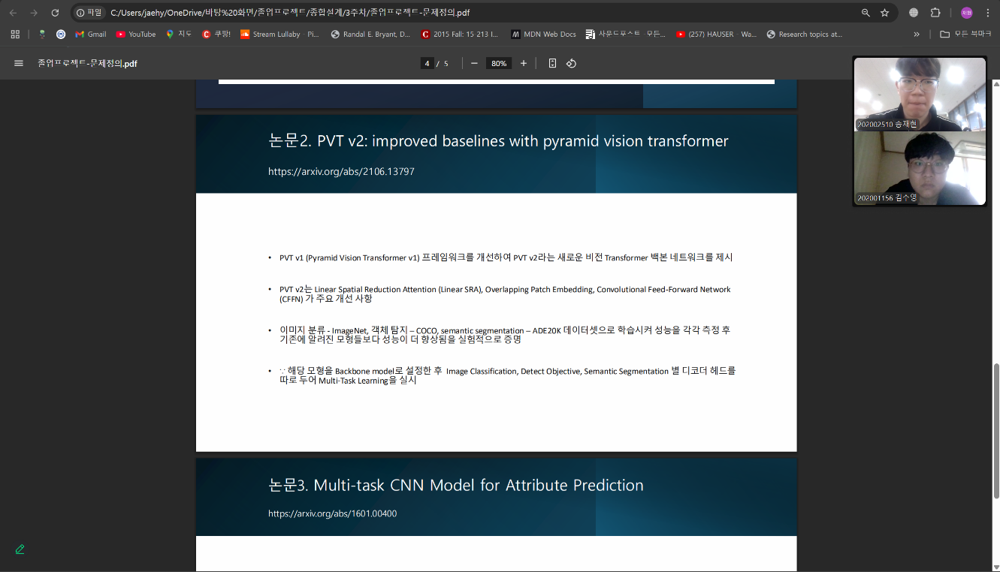 파일
C:/Users/jaehy/OneDrive/바탕%20화면/졸업프로젝트/종합설계/3주차/졸업프로젝트-문제정의.pdf
재현
Gmail
YouTube
지도
쿠팡!
Stream Lullaby - Pi...
Randal E. Bryant, D...
2015 Fall: 15-213 I...
MDN Web Docs
사운드포스트 - 모든...
(257) HAUSER - Wa...
Research topics at...
»
모든 북마크
졸업프로젝트-문제정의.pdf
4 / 5
80%
202002510 송재현
202001156 김수영
논문2. PVT v2: improved baselines with pyramid vision transformer
https://arxiv.org/abs/2106.13797
• PVT v1 (Pyramid Vision Transformer v1) 프레임워크를 개선하여 PVT v2라는 새로운 비전 Transformer 백본 네트워크를 제시
• PVT v2는 Linear Spatial Reduction Attention (Linear SRA), Overlapping Patch Embedding, Convolutional Feed-Forward Network
(CFFN) 가 주요 개선 사항
• 이미지 분류 - ImageNet, 객체 탐지 – COCO, semantic segmentation – ADE20K 데이터셋으로 학습시켜 성능을 각각 측정 후
기존에 알려진 모형들보다 성능이 더 향상됨을 실험적으로 증명
• ∵ 해당 모형을 Backbone model로 설정한 후 Image Classification, Detect Objective, Semantic Segmentation 별 디코더 헤드를
따로 두어 Multi-Task Learning을 실시
논문3. Multi-task CNN Model for Attribute Prediction
https://arxiv.org/abs/1601.00400